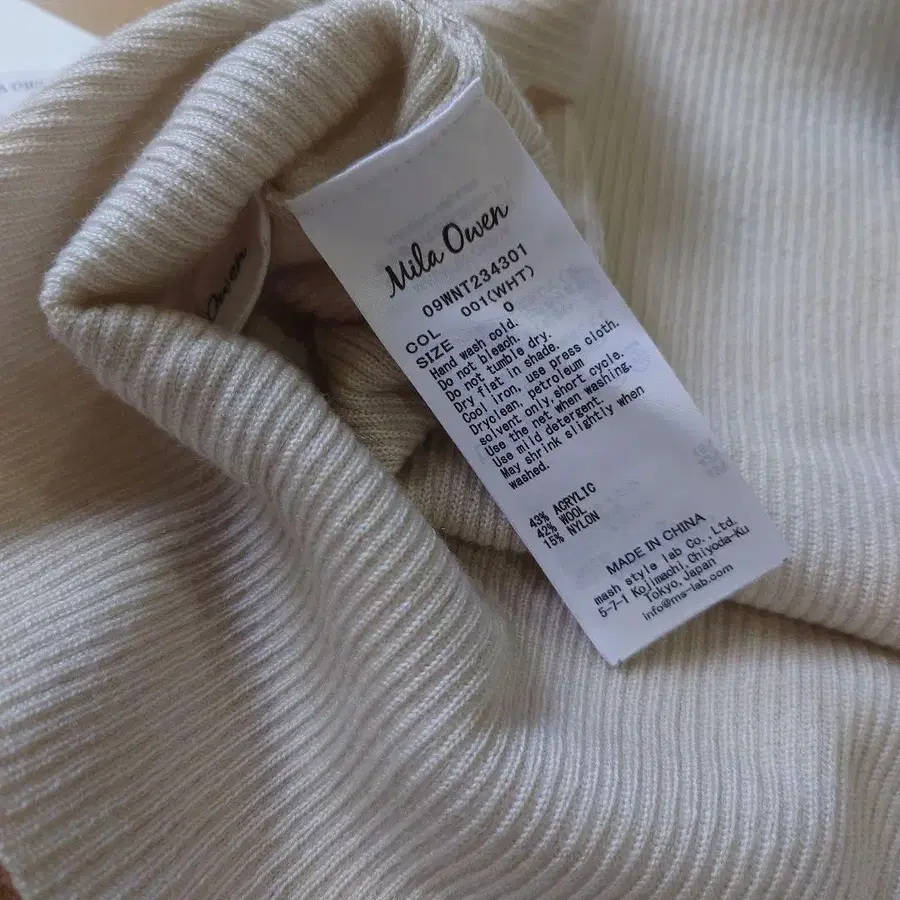 Mila Owen
09WNT234301
COL 001(WHT)
SIZE 0
Hand wash cold.
Do not bleach.
Do not tumble dry.
Dry flat in shade.
Cool iron, use press cloth.
Dryclean, petroleum
solvent only, short cycle.
Use the net when washing.
Use mild detergent.
May shrink slightly when
washed.
43% ACRYLIC
42% WOOL
15% NYLON
MADE IN CHINA
mash style lab Co.,Ltd.
5-7-1 Kojimachi,Chiyoda-Ku
Tokyo,Japan
info@ms-lab.com
Owen